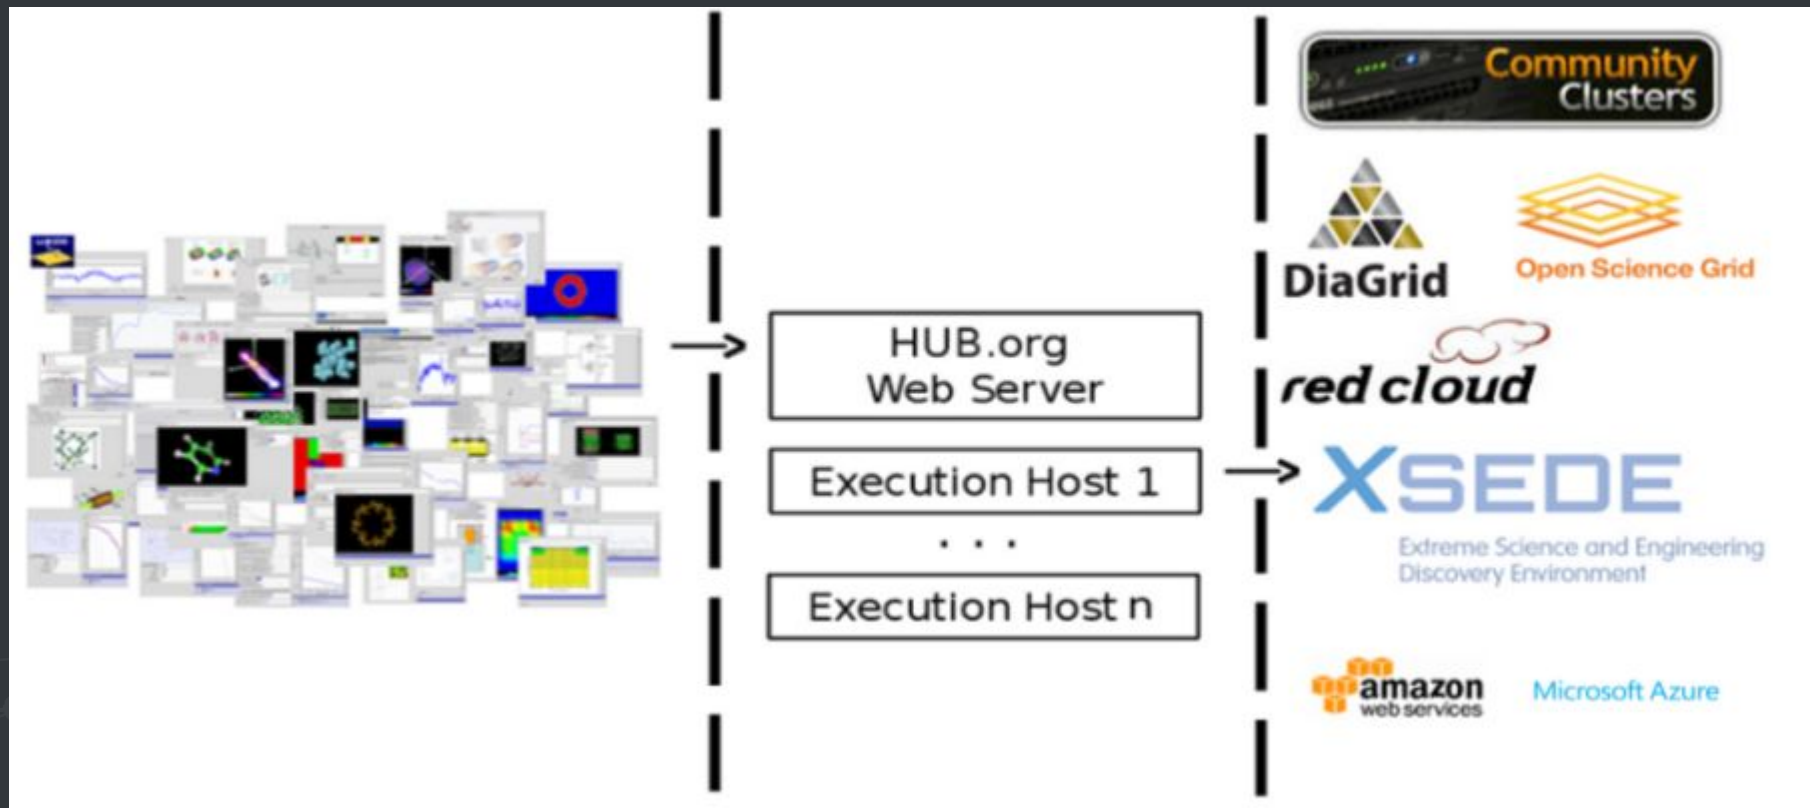 HUB.org
Web Server
Execution Host 1
. . .
Execution Host n
Community
Clusters
DiaGrid
Open Science Grid
red cloud
XSEDE
Extreme Science and Engineering
Discovery Environment
amazon
web services
Microsoft Azure